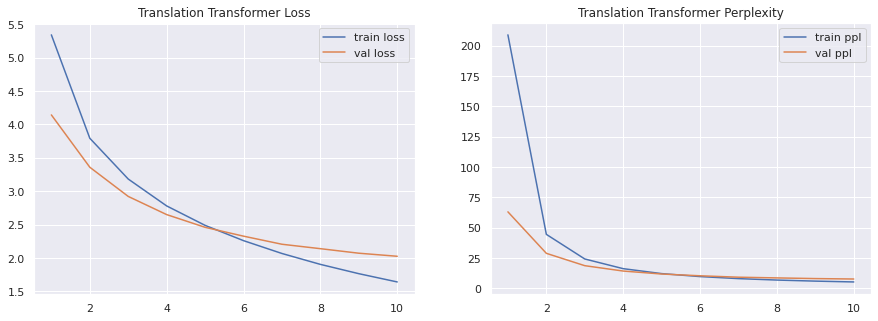 Translation Transformer Loss
train loss
val loss
5.5
5.0
4.5
4.0
3.5
3.0
2.5
2.0
1.5
2 4 6 8 10
Translation Transformer Perplexity
train ppl
val ppl
200
175
150
125
100
75
50
25
0
2 4 6 8 10